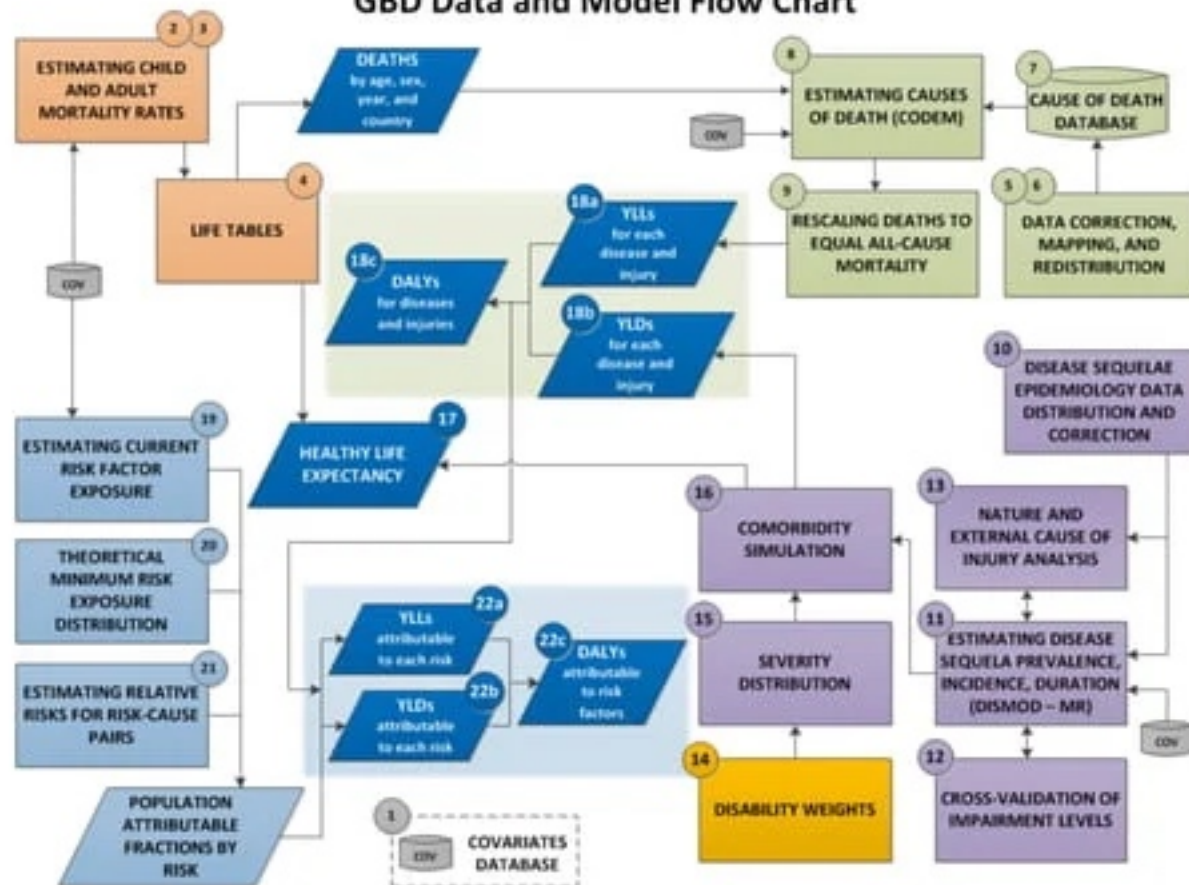 GBD Data and Model Flow Chart
2 3
ESTIMATING CHILD
AND ADULT
MORTALITY RATES
DEATHS
by age, sex,
year, and
country
8
ESTIMATING CAUSES
OF DEATH (CODEM)
7
CAUSE OF DEATH
DATABASE
COV
4
LIFE TABLES
18a
YLLs
for each
disease and
injury
9
RESCALING DEATHS TO
EQUAL ALL-CAUSE
MORTALITY
5 6
DATA CORRECTION,
MAPPING, AND
REDISTRIBUTION
COV
18c
DALYs
for diseases
and injuries
18b
YLDs
for each
disease and
injury
10
DISEASE SEQUELAE
EPIDEMIOLOGY DATA
DISTRIBUTION AND
CORRECTION
19
ESTIMATING CURRENT
RISK FACTOR
EXPOSURE
17
HEALTHY LIFE
EXPECTANCY
16
COMORBIDITY
SIMULATION
13
NATURE AND
EXTERNAL CAUSE OF
INJURY ANALYSIS
20
THEORETICAL
MINIMUM RISK
EXPOSURE
DISTRIBUTION
22a
YLLs
attributable
to each risk
22c
DALYs
attributable
to risk
factors
15
SEVERITY
DISTRIBUTION
11
ESTIMATING DISEASE
SEQUELA PREVALENCE,
INCIDENCE, DURATION
(DISMOD – MR)
21
ESTIMATING RELATIVE
RISKS FOR RISK-CAUSE
PAIRS
22b
YLDs
attributable
to each risk
COV
14
DISABILITY WEIGHTS
12
CROSS-VALIDATION OF
IMPAIRMENT LEVELS
POPULATION
ATTRIBUTABLE
FRACTIONS BY
RISK
1
COV
COVARIATES
DATABASE